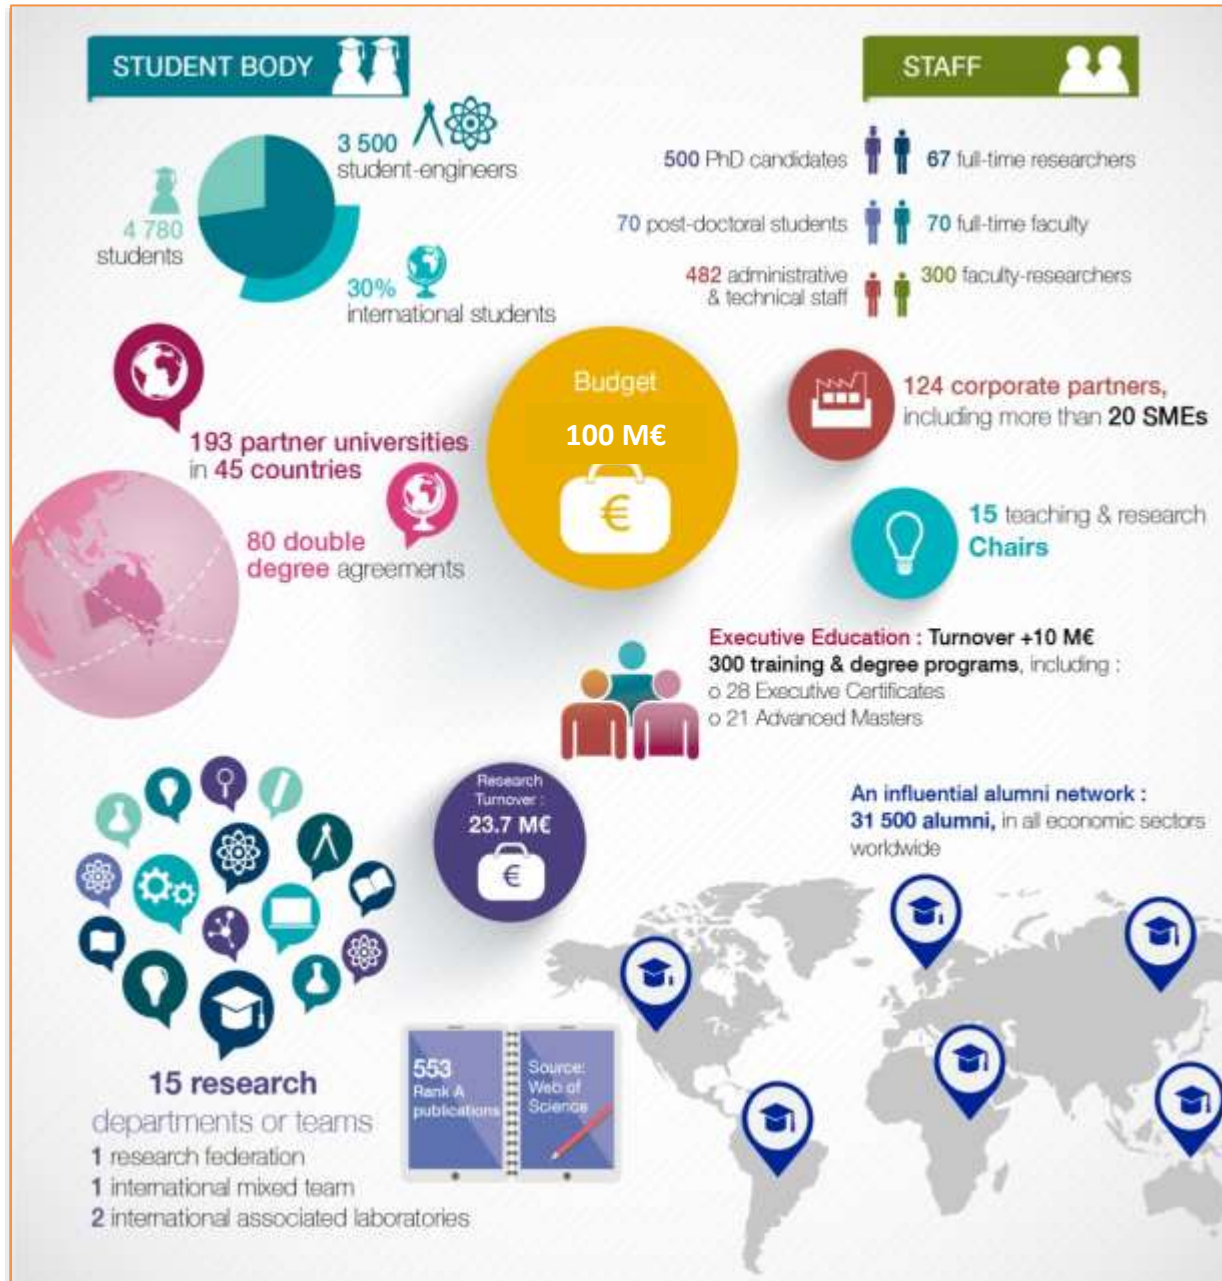 STUDENT BODY
3 500
student-engineers
4 780
students
30%
international students
STAFF
500 PhD candidates
67 full-time researchers
70 post-doctoral students
70 full-time faculty
482 administrative
& technical staff
300 faculty-researchers
193 partner universities
in 45 countries
80 double
degree agreements
Budget
100 M€
€
124 corporate partners,
including more than 20 SMEs
15 teaching & research
Chairs
Executive Education : Turnover +10 M€
300 training & degree programs, including :
o 28 Executive Certificates
o 21 Advanced Masters
Research
Turnover :
23.7 M€
€
An influential alumni network :
31 500 alumni, in all economic sectors
worldwide
15 research
departments or teams
1 research federation
1 international mixed team
2 international associated laboratories
553
Rank A
publications
Source:
Web of
Science